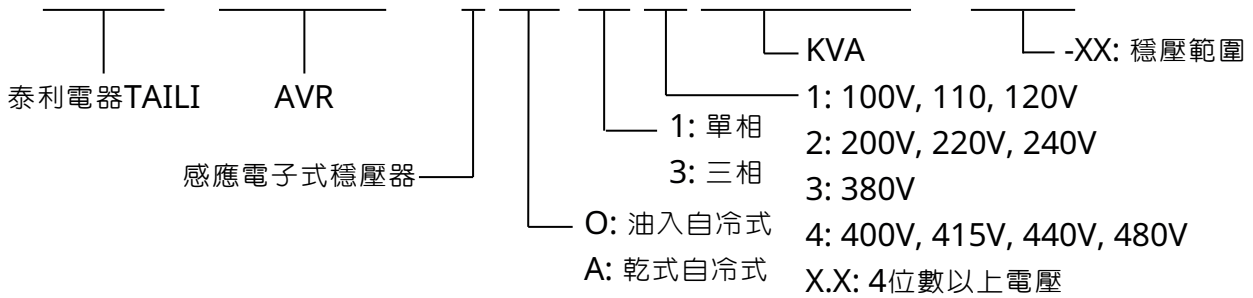 KVA
-XX: 穩壓範圍
泰利電器TAILI
AVR
1: 100V, 110, 120V
1: 單相
2: 200V, 220V, 240V
感應電子式穩壓器
3: 三相
3: 380V
O: 油入自冷式
4: 400V, 415V, 440V, 480V
A: 乾式自冷式
X.X: 4位數以上電壓